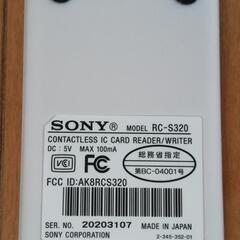 SONY® MODEL RC-S320
CONTACTLESS IC CARD READER/WRITER
DC : 5V MAX 100mA
総務省指定
VCI FC 第BC-04001号
FCC ID:AK8RCS320
SER. NO. 20203107 MADE IN JAPAN
SONY CORPORATION 2-345-352-01